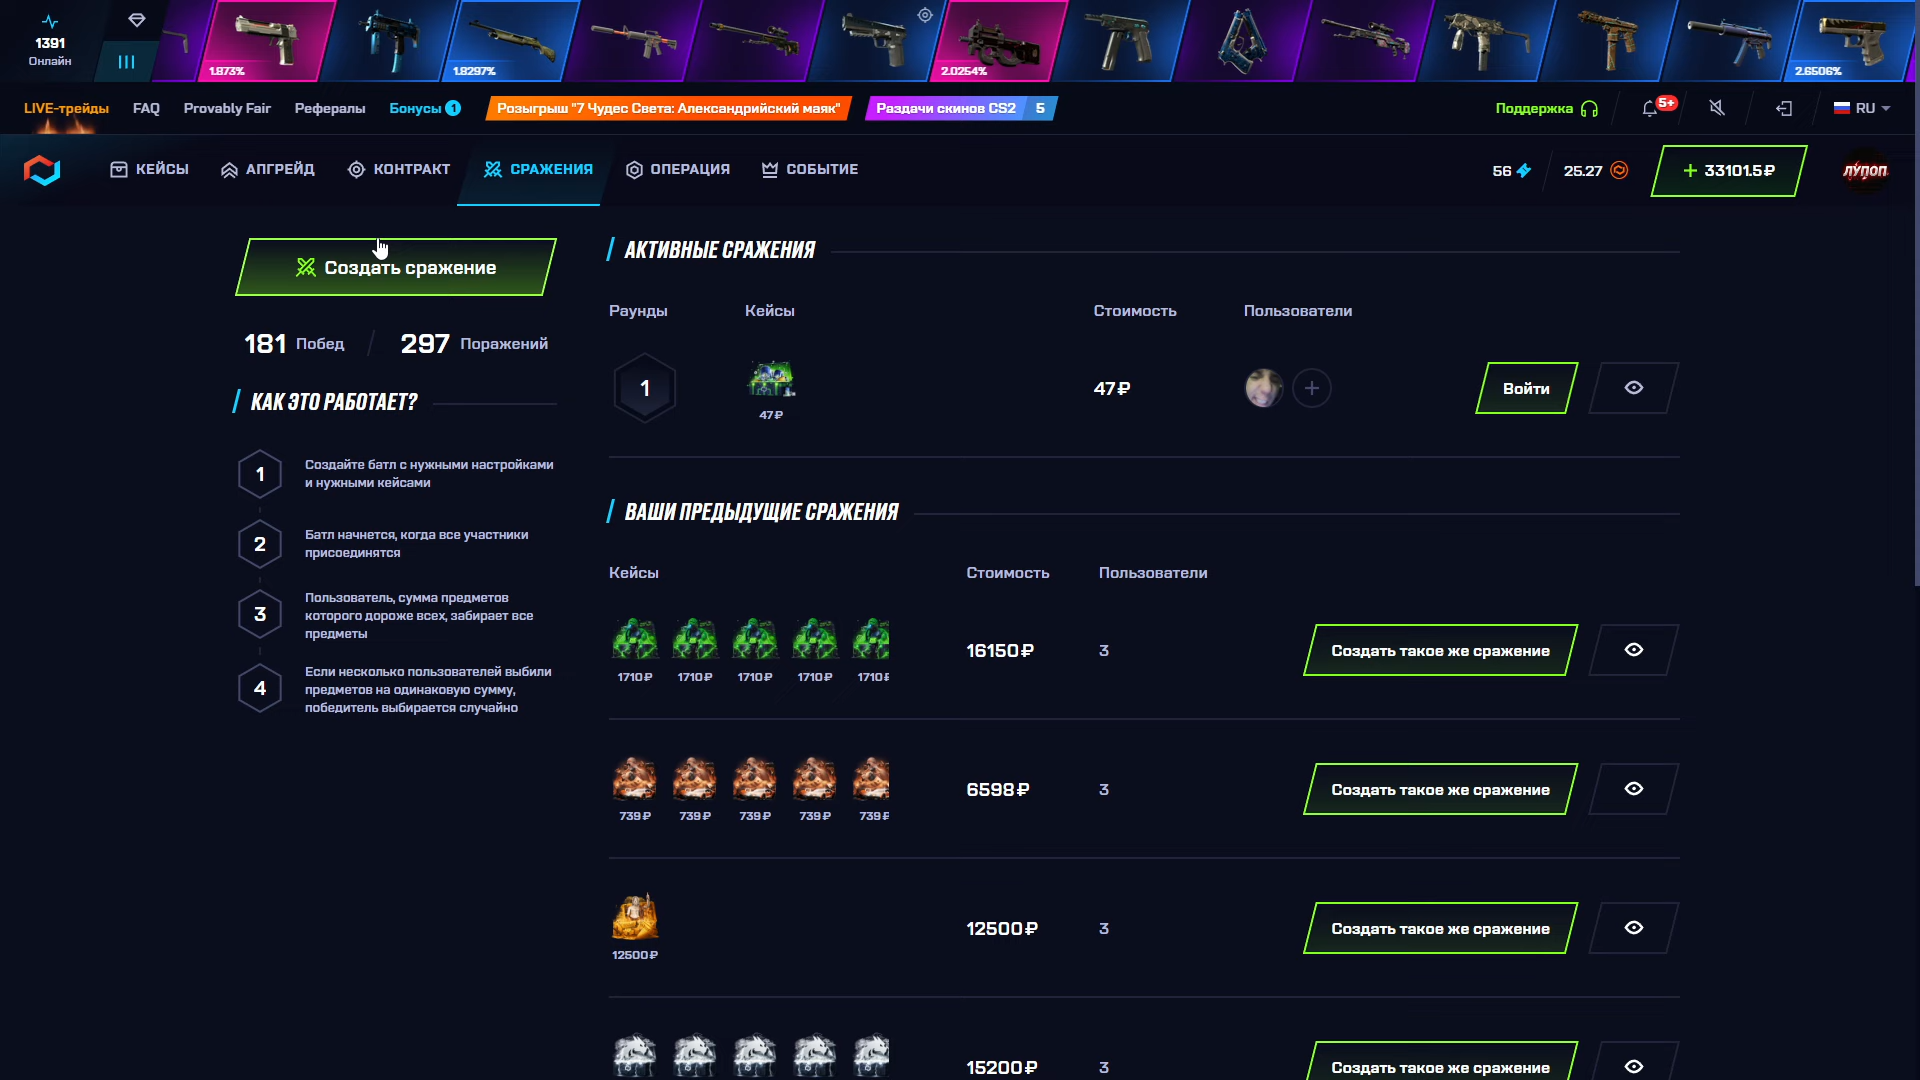 1391
Онлайн
1.873%
1.8297%
2.0254%
2.6506%
LIVE-трейды
FAQ
Provably Fair
Рефералы
Бонусы 1
Розыгрыш "7 Чудес Света: Александрийский маяк"
Раздачи скинов CS2 5
Поддержка
5+
RU
КЕЙСЫ
АПГРЕЙД
КОНТРАКТ
СРАЖЕНИЯ
ОПЕРАЦИЯ
СОБЫТИЕ
56
25.27
+ 33101.5₽
ЛУПОП
Создать сражение
181 Побед
297 Поражений
КАК ЭТО РАБОТАЕТ?
1
Создайте батл с нужными настройками
и нужными кейсами
2
Батл начнется, когда все участники
присоединятся
3
Пользователь, сумма предметов
которого дороже всех, забирает все
предметы
4
Если несколько пользователей выбили
предметов на одинаковую сумму,
победитель выбирается случайно
АКТИВНЫЕ СРАЖЕНИЯ
Раунды Кейсы Стоимость Пользователи
1
47₽
47₽
Войти
ВАШИ ПРЕДЫДУЩИЕ СРАЖЕНИЯ
Кейсы Стоимость Пользователи
1710₽ 1710₽ 1710₽ 1710₽ 1710₽
16150₽ 3 Создать такое же сражение
739₽ 739₽ 739₽ 739₽ 739₽
6598₽ 3 Создать такое же сражение
12500₽
12500₽ 3 Создать такое же сражение
15200₽ 3 Создать такое же сражение